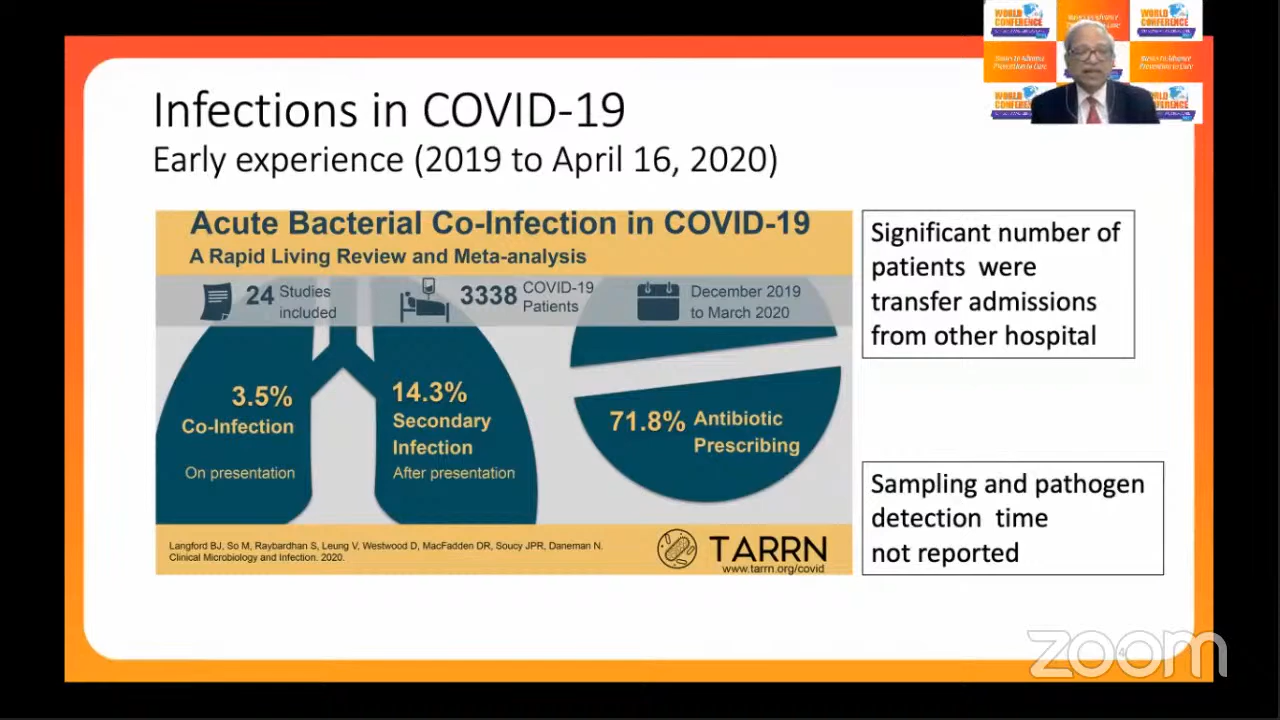 WORLD
CONFERENCE
WORLD
CONFERENCE
Infections in COVID-19
Early experience (2019 to April 16, 2020)
Acute Bacterial Co-Infection in COVID-19
A Rapid Living Review and Meta-analysis
24 Studies
included
3338 COVID-19
Patients
December 2019
to March 2020
3.5%
Co-Infection
On presentation
14.3%
Secondary
Infection
After presentation
71.8% Antibiotic
Prescribing
Langford BJ, So M, Raybardhan S, Leung V, Westwood D, MacFadden DR, Soucy JPR, Daneman N.
Clinical Microbiology and Infection. 2020.
TARRN
www.tarrn.org/covid
Significant number of
patients were
transfer admissions
from other hospital
Sampling and pathogen
detection time
not reported
zoom